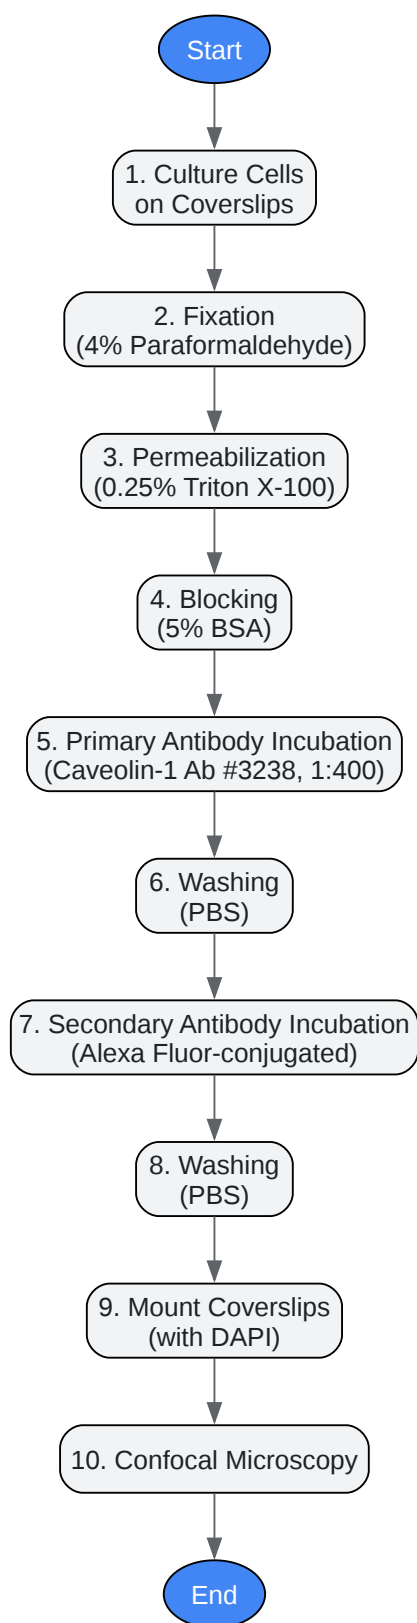 Start
1. Culture Cells
on Coverslips
2. Fixation
(4% Paraformaldehyde)
3. Permeabilization
(0.25% Triton X-100)
4. Blocking
(5% BSA)
5. Primary Antibody Incubation
(Caveolin-1 Ab #3238, 1:400)
6. Washing
(PBS)
7. Secondary Antibody Incubation
(Alexa Fluor-conjugated)
8. Washing
(PBS)
9. Mount Coverslips
(with DAPI)
10. Confocal Microscopy
End